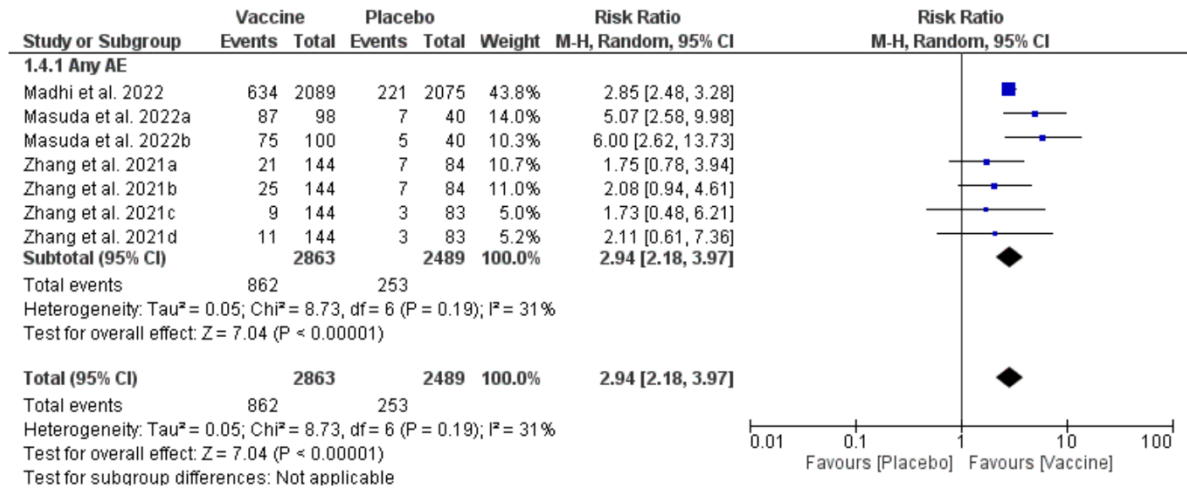 Vaccine Placebo Risk Ratio Risk Ratio
Study or Subgroup Events Total Events Total Weight M-H, Random, 95% CI M-H, Random, 95% CI
1.4.1 Any AE
Madhi et al. 2022 634 2089 221 2075 43.8% 2.85 [2.48, 3.28]
Masuda et al. 2022a 87 98 7 40 14.0% 5.07 [2.58, 9.98]
Masuda et al. 2022b 75 100 5 40 10.3% 6.00 [2.62, 13.73]
Zhang et al. 2021a 21 144 7 84 10.7% 1.75 [0.78, 3.94]
Zhang et al. 2021b 25 144 7 84 11.0% 2.08 [0.94, 4.61]
Zhang et al. 2021c 9 144 3 83 5.0% 1.73 [0.48, 6.21]
Zhang et al. 2021d 11 144 3 83 5.2% 2.11 [0.61, 7.36]
Subtotal (95% CI) 2863 2489 100.0% 2.94 [2.18, 3.97]
Total events 862 253
Heterogeneity: Tau² = 0.05; Chi² = 8.73, df = 6 (P = 0.19); I² = 31%
Test for overall effect: Z = 7.04 (P < 0.00001)
Total (95% CI) 2863 2489 100.0% 2.94 [2.18, 3.97]
Total events 862 253
Heterogeneity: Tau² = 0.05; Chi² = 8.73, df = 6 (P = 0.19); I² = 31%
Test for overall effect: Z = 7.04 (P < 0.00001)
Test for subgroup differences: Not applicable
0.01 0.1 1 10 100
Favours [Placebo] Favours [Vaccine]